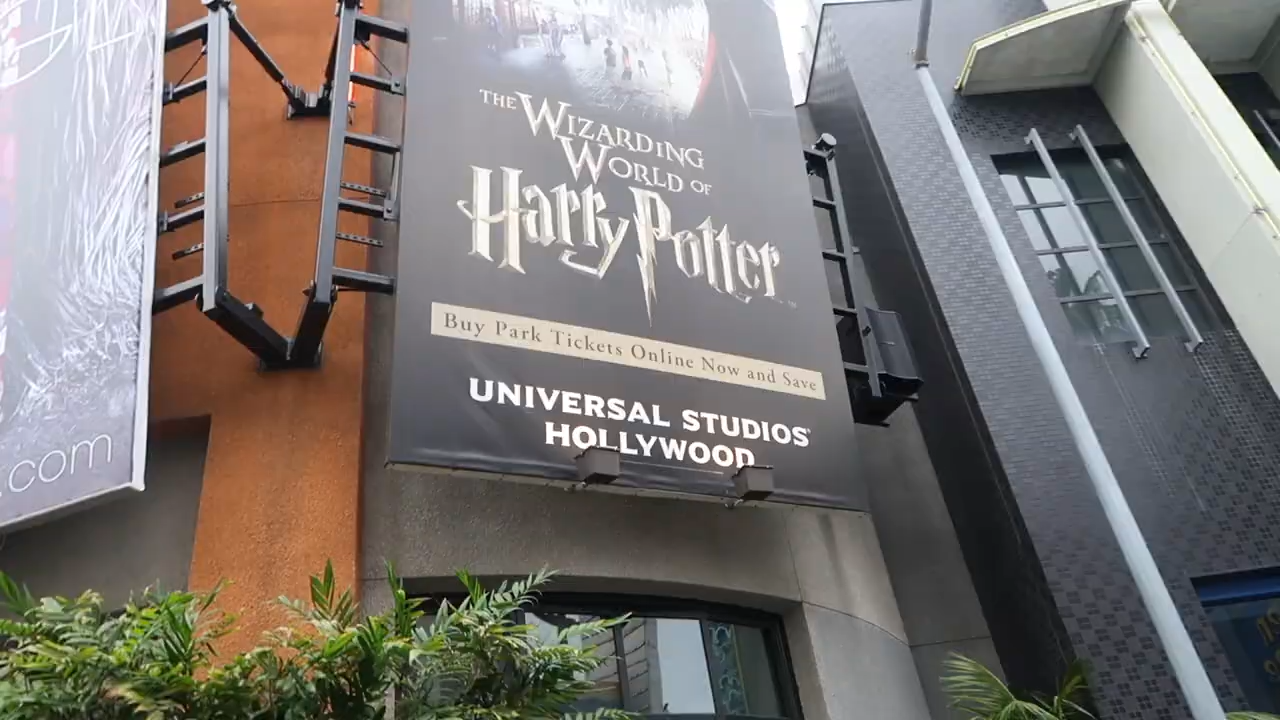 THE WIZARDING
WORLD OF
Harry Potter
Buy Park Tickets Online Now and Save
UNIVERSAL STUDIOS
HOLLYWOOD
.com